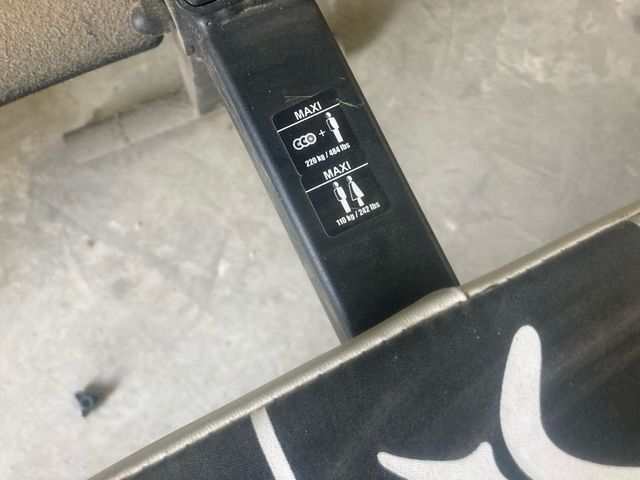 MAXI
+
220 kg / 484 lbs
MAXI
110 kg / 242 lbs